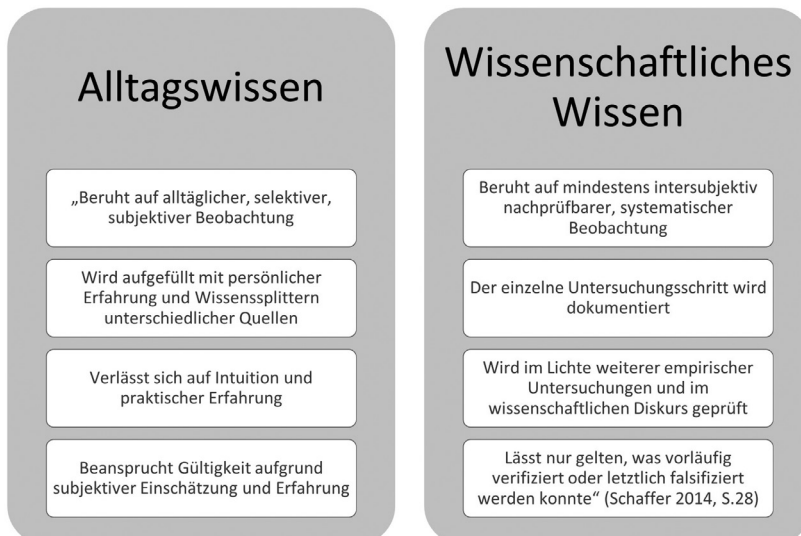 Alltagswissen
„Beruht auf alltäglicher, selektiver,
subjektiver Beobachtung
Wird aufgefüllt mit persönlicher
Erfahrung und Wissenssplittern
unterschiedlicher Quellen
Verlässt sich auf Intuition und
praktischer Erfahrung
Beansprucht Gültigkeit aufgrund
subjektiver Einschätzung und Erfahrung
Wissenschaftliches
Wissen
Beruht auf mindestens intersubjektiv
nachprüfbarer, systematischer
Beobachtung
Der einzelne Untersuchungsschritt wird
dokumentiert
Wird im Lichte weiterer empirischer
Untersuchungen und im
wissenschaftlichen Diskurs geprüft
Lässt nur gelten, was vorläufig
verifiziert oder letztlich falsifiziert
werden konnte“ (Schaffer 2014, S.28)